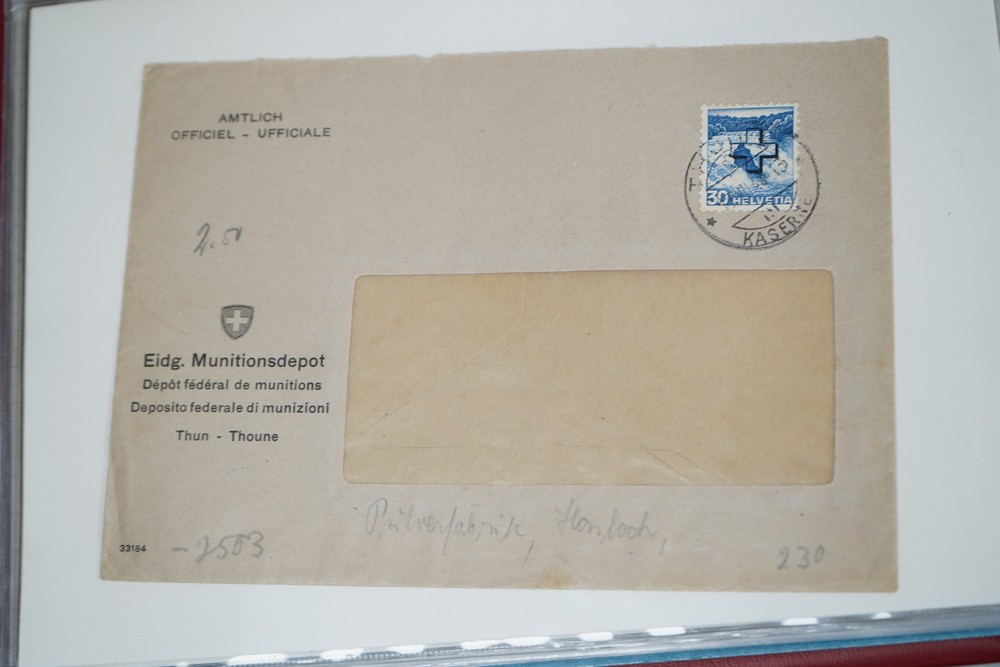 AMTLICH
OFFICIEL - UFFICIALE
30 HELVETIA
KASERNE
2.50
Eidg. Munitionsdepot
Dépôt fédéral de munitions
Deposito federale di munizioni
Thun - Thoune
Pulverfabrik,
33184
-2503
230